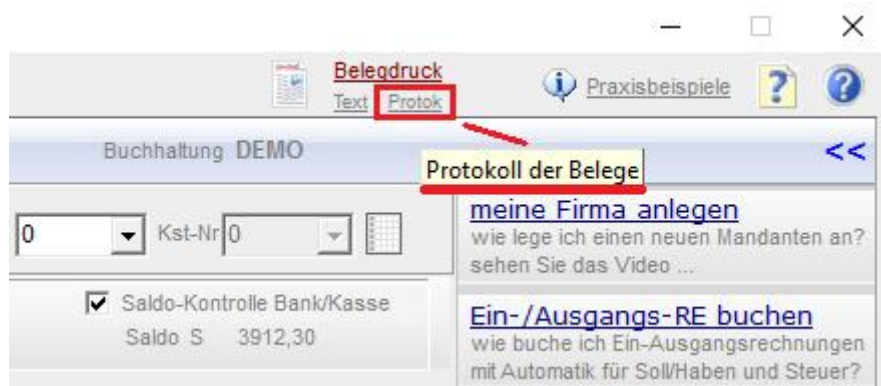 Belegdruck
Text Protok
Praxisbeispiele
Buchhaltung DEMO
<<
Protokoll der Belege
0 Kst-Nr 0
meine Firma anlegen
wie lege ich einen neuen Mandanten an?
sehen Sie das Video ...
Saldo-Kontrolle Bank/Kasse
Saldo S 3912,30
Ein-/Ausgangs-RE buchen
wie buche ich Ein-Ausgangsrechnungen
mit Automatik für Soll/Haben und Steuer?